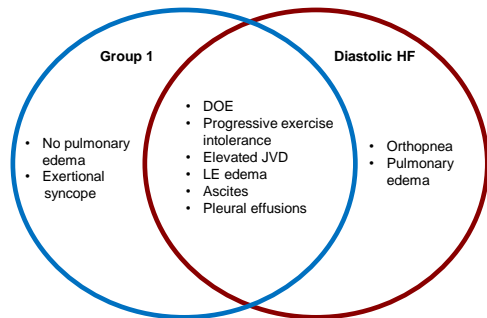 Group 1
Diastolic HF
• No pulmonary
edema
• Exertional
syncope
• DOE
• Progressive exercise
intolerance
• Elevated JVD
• LE edema
• Ascites
• Pleural effusions
• Orthopnea
• Pulmonary
edema